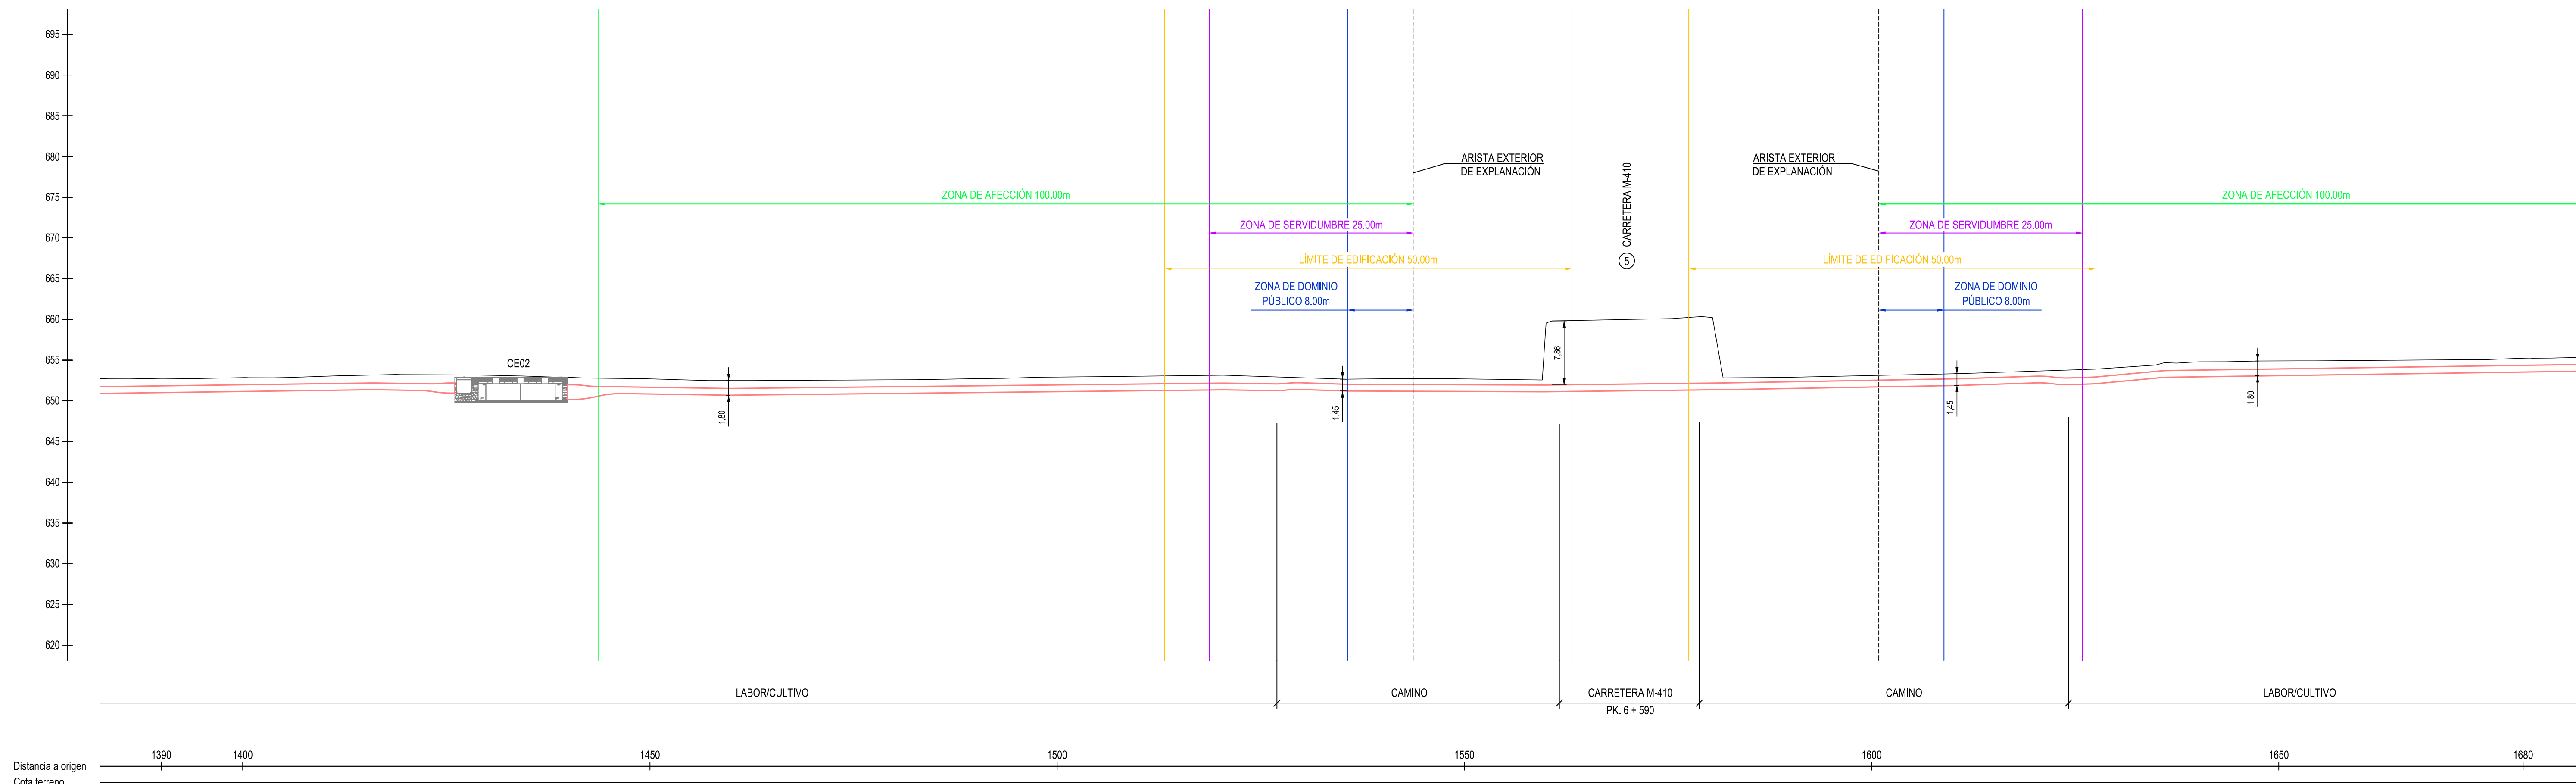 695
690
685
680
675
670
665
660
655
650
645
640
635
630
625
620
CE02
ZONA DE AFECCIÓN 100.00m
ZONA DE SERVIDUMBRE 25.00m
LÍMITE DE EDIFICACIÓN 50.00m
ZONA DE DOMINIO
PÚBLICO 8,00m
ARISTA EXTERIOR
DE EXPLANACIÓN
5 CARRETERA M-410
ARISTA EXTERIOR
DE EXPLANACIÓN
ZONA DE AFECCIÓN 100.00m
ZONA DE SERVIDUMBRE 25.00m
LÍMITE DE EDIFICACIÓN 50.00m
ZONA DE DOMINIO
PÚBLICO 8,00m
1,80
1,45
7,86
1,45
1,80
LABOR/CULTIVO
CAMINO
CARRETERA M-410
PK. 6 + 590
CAMINO
LABOR/CULTIVO
1390 1400 1450 1500 1550 1600 1650 1680
Distancia a origen
Cota terreno